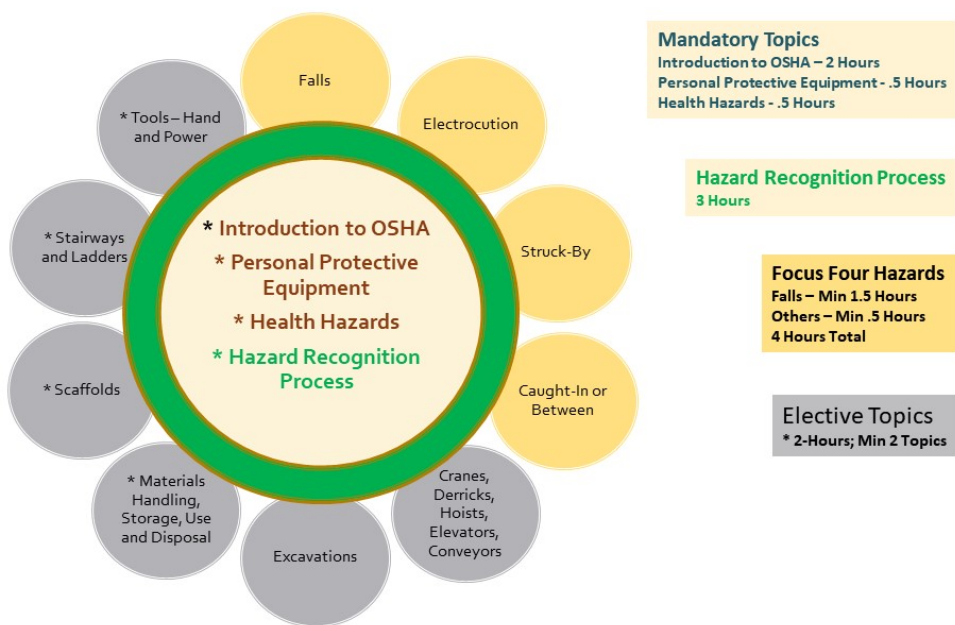 Falls
Electrocution
Struck-By
Caught-In or
Between
Cranes,
Derricks,
Hoists,
Elevators,
Conveyors
Excavations
* Materials
Handling,
Storage, Use
and Disposal
* Scaffolds
* Stairways
and Ladders
* Tools – Hand
and Power
* Introduction to OSHA
* Personal Protective
Equipment
* Health Hazards
* Hazard Recognition
Process
Mandatory Topics
Introduction to OSHA – 2 Hours
Personal Protective Equipment - .5 Hours
Health Hazards - .5 Hours
Hazard Recognition Process
3 Hours
Focus Four Hazards
Falls – Min 1.5 Hours
Others – Min .5 Hours
4 Hours Total
Elective Topics
* 2-Hours; Min 2 Topics